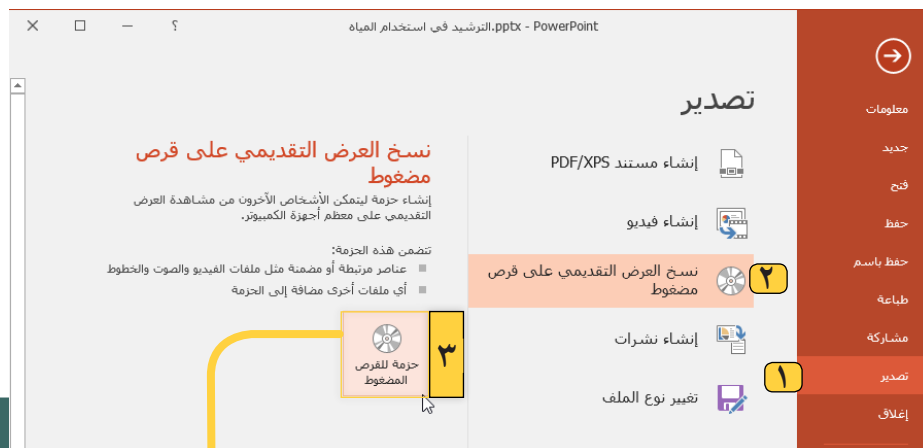 الترشيد في استخدام المياه.pptx - PowerPoint
؟
معلومات
جديد
فتح
حفظ
حفظ باسم
طباعة
مشاركة
تصدير
إغلاق
تصدير
إنشاء مستند PDF/XPS
إنشاء فيديو
نسخ العرض التقديمي على قرص
مضغوط
إنشاء نشرات
تغيير نوع الملف
١
٢
نسخ العرض التقديمي على قرص
مضغوط
إنشاء حزمة ليتمكن الأشخاص الآخرون من مشاهدة العرض
التقديمي على معظم أجهزة الكمبيوتر.
تتضمن هذه الحزمة:
عناصر مرتبطة أو مضمنة مثل ملفات الفيديو والصوت والخطوط
أي ملفات أخرى مضافة إلى الحزمة
٣
حزمة للقرص
المضغوط